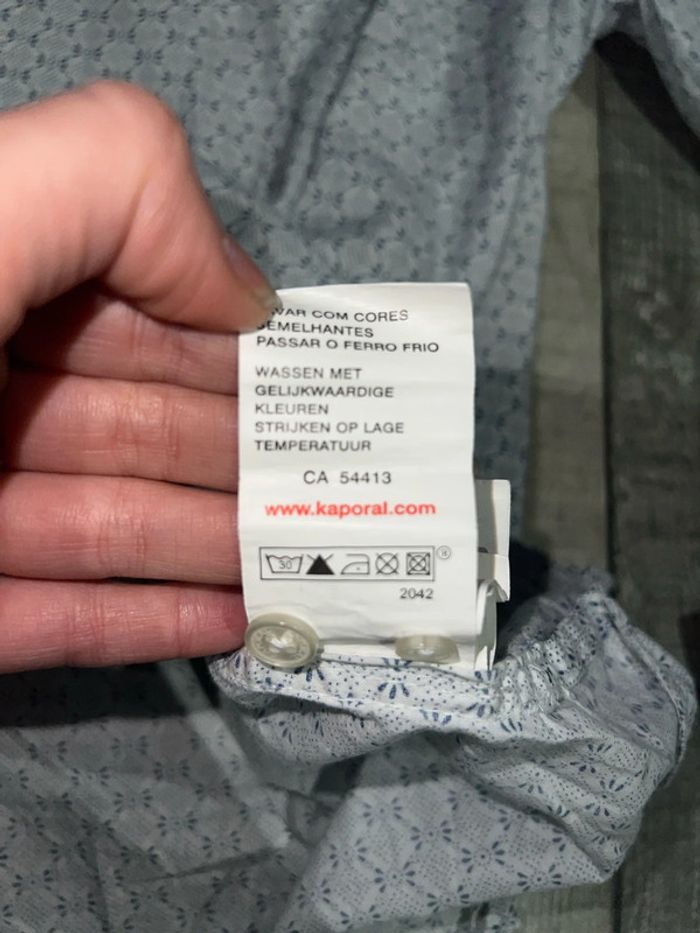 COM CORES
SEMELHANTES
PASSAR O FERRO FRIO
WASSEN MET
GELIJKWAARDIGE
KLEUREN
STRIJKEN OP LAGE
TEMPERATUUR
CA 54413
www.kaporal.com
30
2042